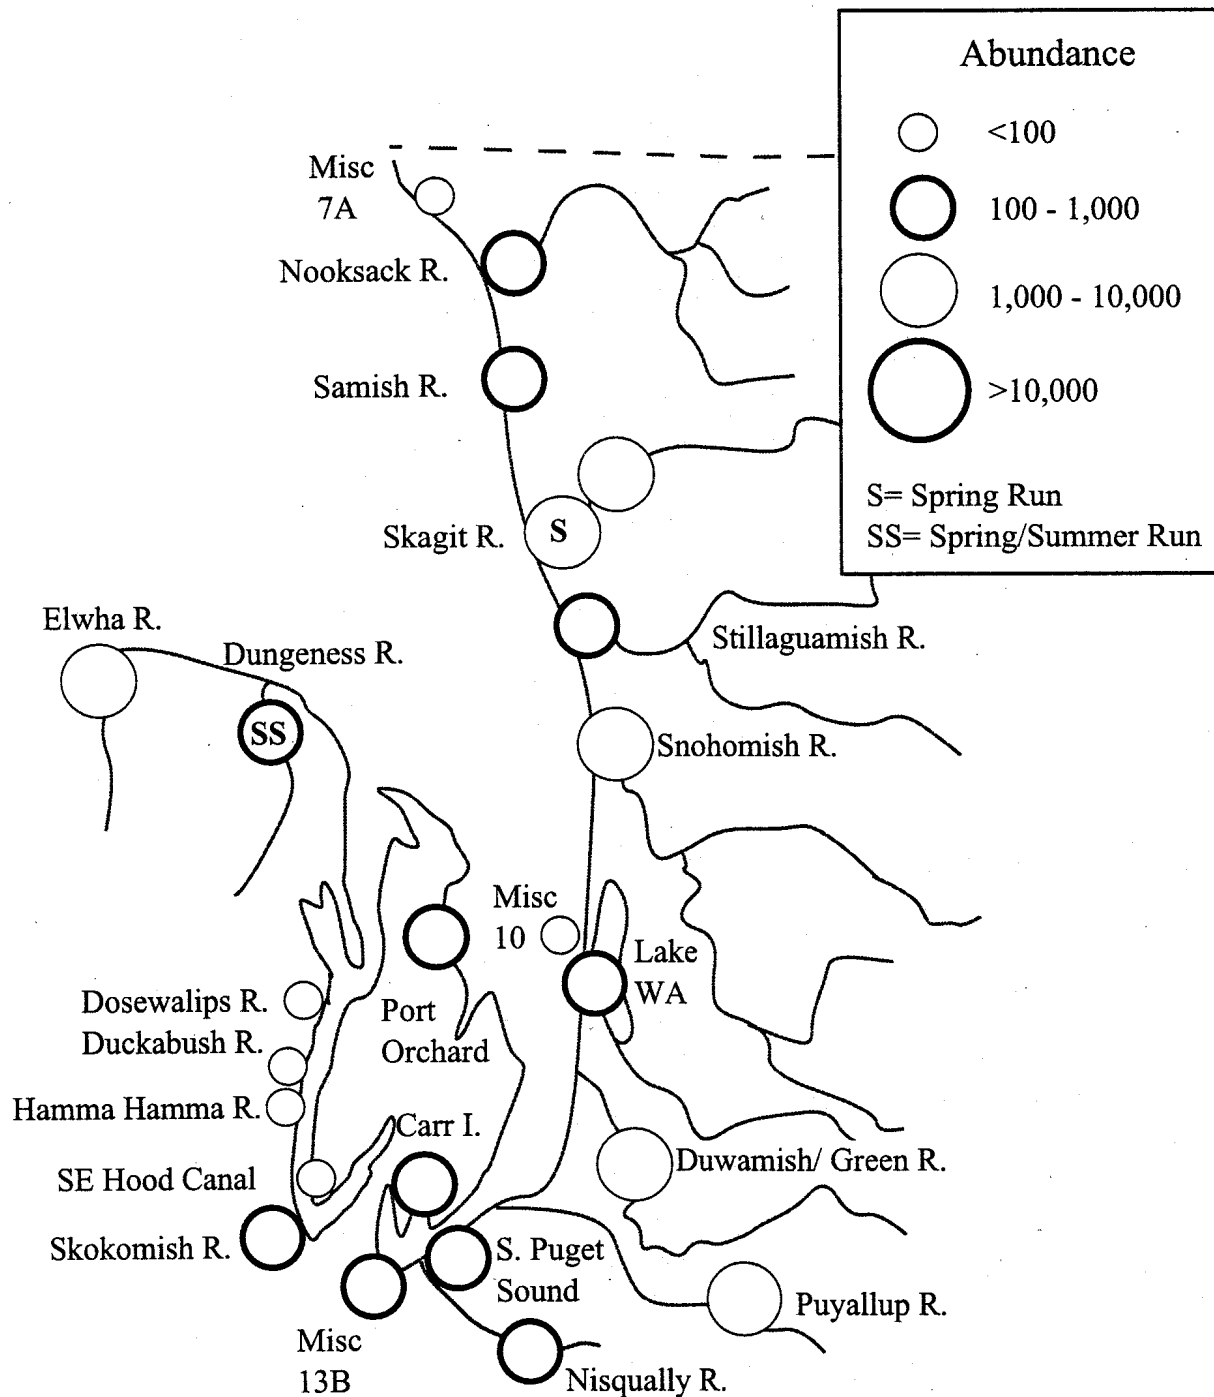 Abundance
<100
100 - 1,000
1,000 - 10,000
>10,000
S= Spring Run
SS= Spring/Summer Run
Misc
7A
Nooksack R.
Samish R.
Skagit R.
S
Elwha R.
Dungeness R.
SS
Stillaguamish R.
Snohomish R.
Misc
10
Lake
WA
Dosewalips R.
Duckabush R.
Port
Orchard
Hamma Hamma R.
Carr I.
SE Hood Canal
Duwamish/ Green R.
Skokomish R.
S. Puget
Sound
Puyallup R.
Misc
13B
Nisqually R.